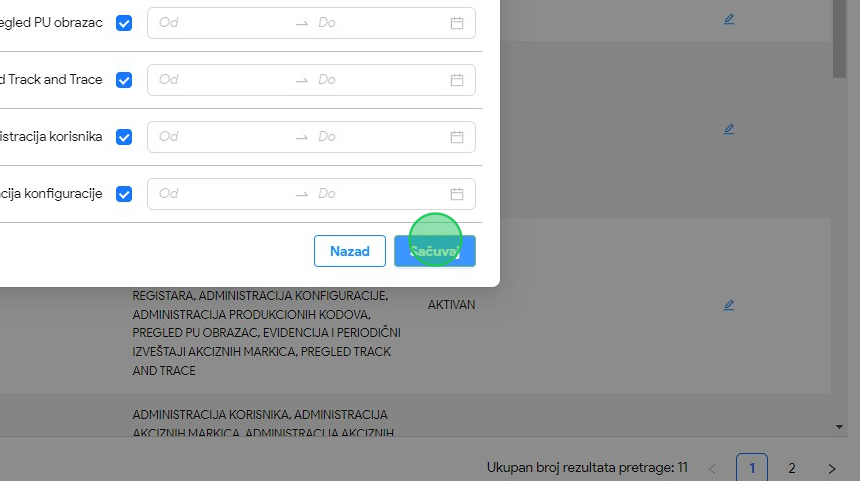 egled PU obrazac
Od → Do
d Track and Trace
Od → Do
istracija korisnika
Od → Do
cija konfiguracije
Od → Do
Nazad
Sačuvaj
REGISTARA, ADMINISTRACIJA KONFIGURACIJE,
ADMINISTRACIJA PRODUKCIONIH KODOVA,
PREGLED PU OBRAZAC, EVIDENCIJA I PERIODIČNI
IZVEŠTAJI AKCIZNIH MARKICA, PREGLED TRACK
AND TRACE
AKTIVAN
ADMINISTRACIJA KORISNIKA, ADMINISTRACIJA
AKCIZNIH MARKICA, ADMINISTRACIJA AKCIZNIH
Ukupan broj rezultata pretrage: 11
< 1 2 >